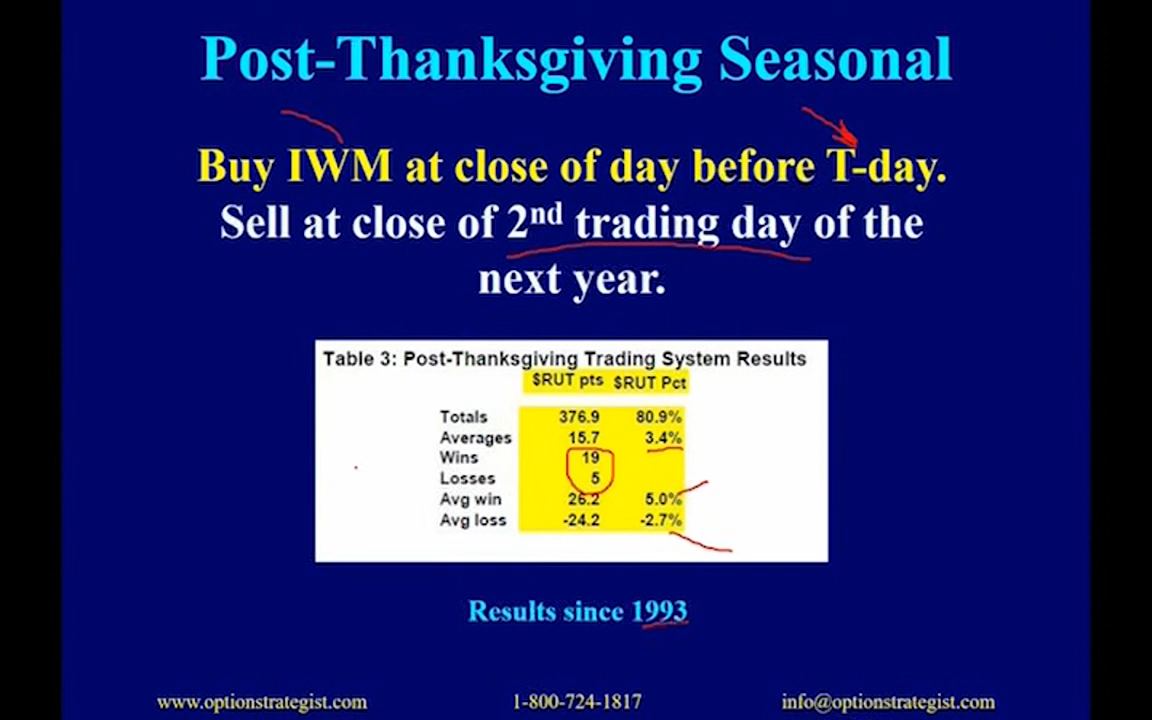 Post-Thanksgiving Seasonal
Buy IWM at close of day before T-day.
Sell at close of 2nd trading day of the
next year.
Table 3: Post-Thanksgiving Trading System Results
$RUT pts $RUT Pct
Totals 376.9 80.9%
Averages 15.7 3.4%
Wins 19
Losses 5
Avg win 26.2 5.0%
Avg loss -24.2 -2.7%
Results since 1993
www.optionstrategist.com 1-800-724-1817 info@optionstrategist.com